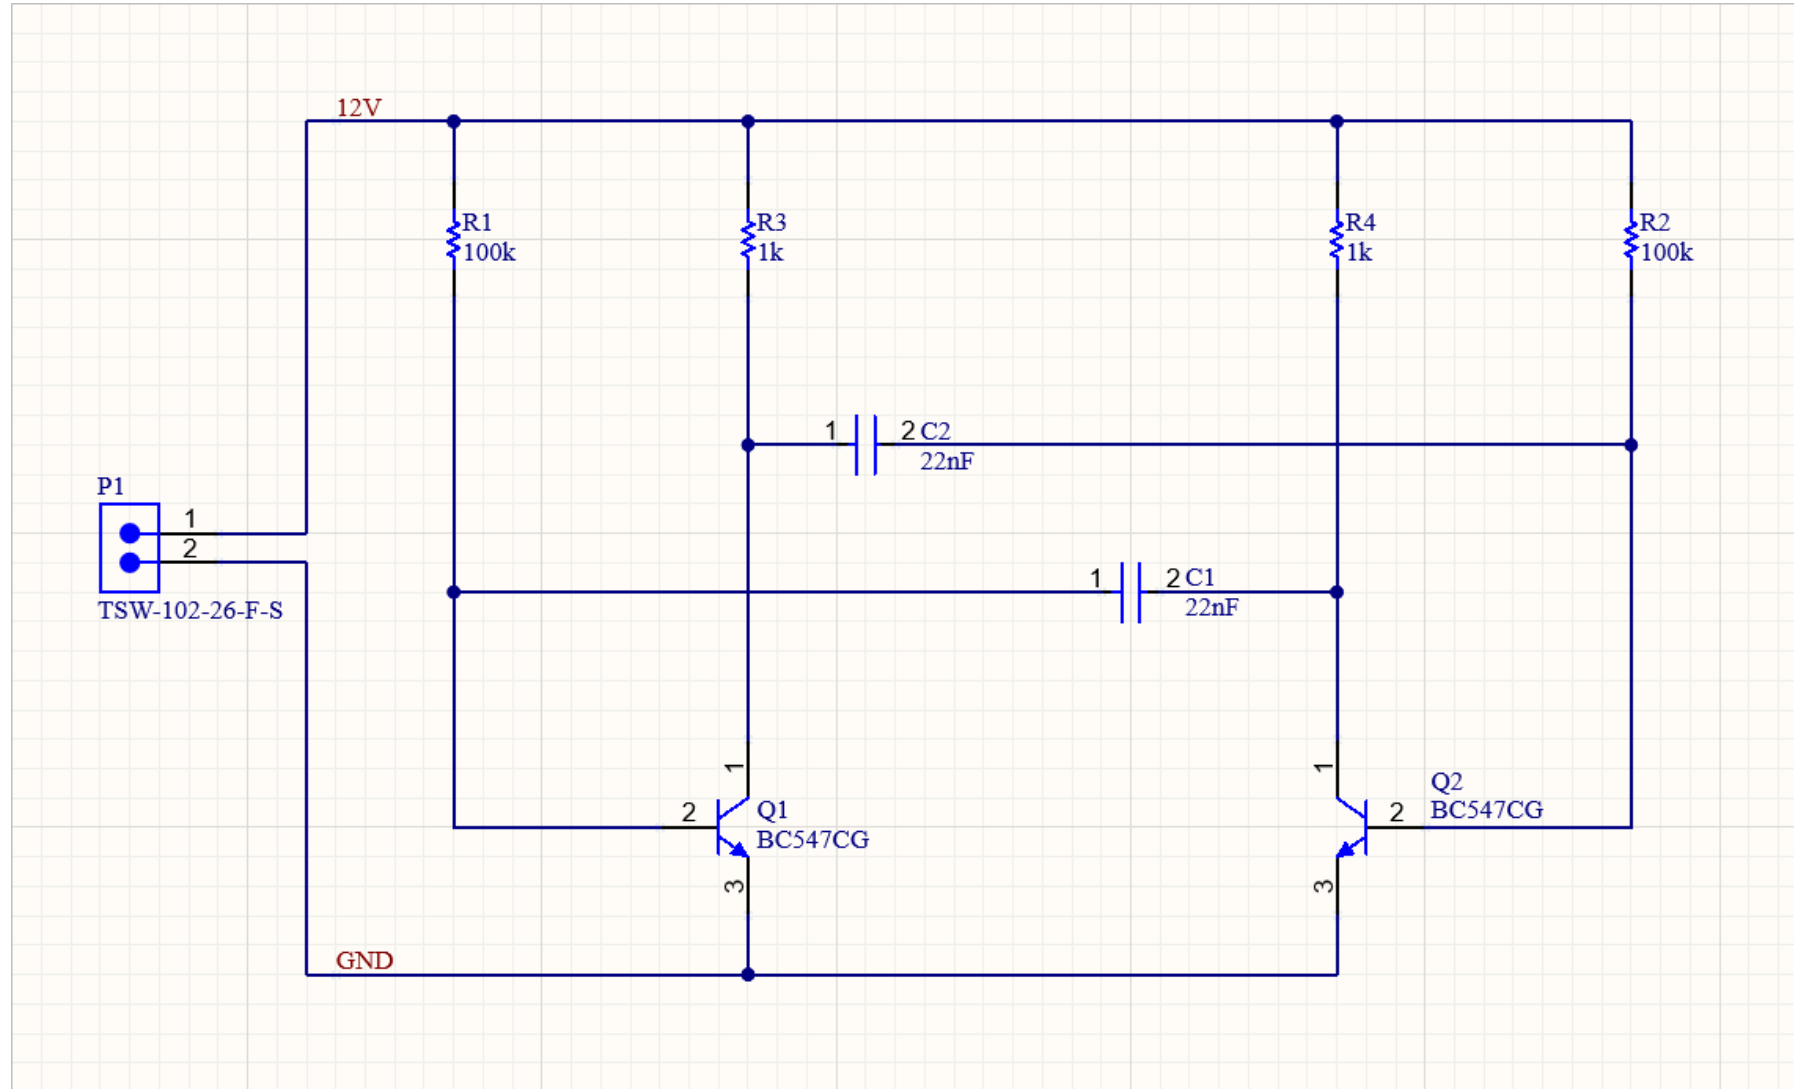 12V
R1
100k
R3
1k
R4
1k
R2
100k
1
2
C2
22nF
P1
1
2
TSW-102-26-F-S
1
2
C1
22nF
1
2
Q1
BC547CG
3
1
Q2
BC547CG
2
3
GND